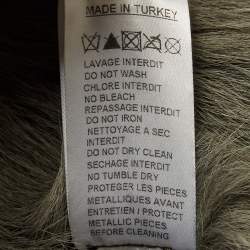 MADE IN TURKEY
LAVAGE INTERDIT
DO NOT WASH
CHLORE INTERDIT
NO BLEACH
REPASSAGE INTERDIT
DO NOT IRON
NETTOYAGE A SEC
INTERDIT
DO NOT DRY CLEAN
SECHAGE INTERDIT
NO TUMBLE DRY
PROTEGER LES PIECES
METALLIQUES AVANT
ENTRETIEN / PROTECT
METALLIC PIECES
BEFORE CLEANING